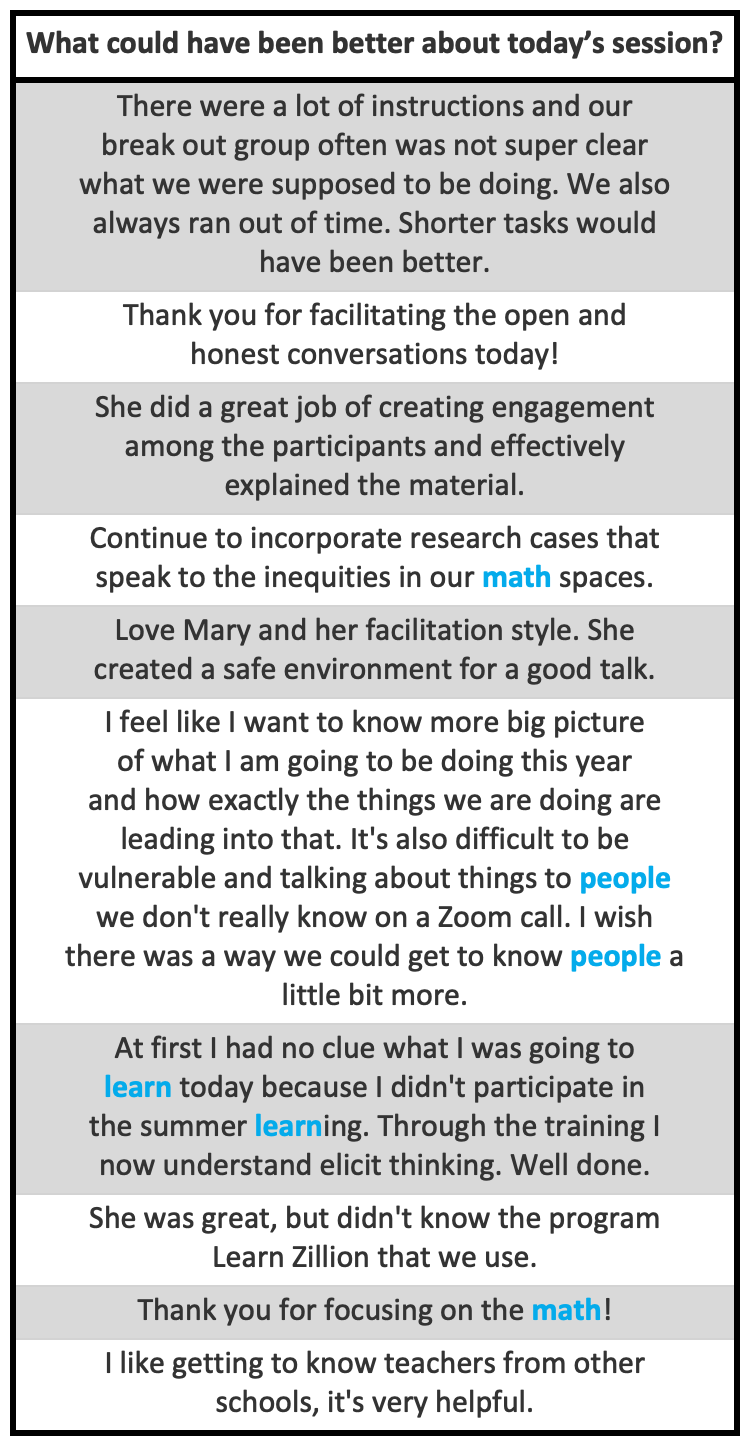 What could have been better about today’s session?
There were a lot of instructions and our
break out group often was not super clear
what we were supposed to be doing. We also
always ran out of time. Shorter tasks would
have been better.
Thank you for facilitating the open and
honest conversations today!
She did a great job of creating engagement
among the participants and effectively
explained the material.
Continue to incorporate research cases that
speak to the inequities in our math spaces.
Love Mary and her facilitation style. She
created a safe environment for a good talk.
I feel like I want to know more big picture
of what I am going to be doing this year
and how exactly the things we are doing are
leading into that. It's also difficult to be
vulnerable and talking about things to people
we don't really know on a Zoom call. I wish
there was a way we could get to know people a
little bit more.
At first I had no clue what I was going to
learn today because I didn't participate in
the summer learning. Through the training I
now understand elicit thinking. Well done.
She was great, but didn't know the program
Learn Zillion that we use.
Thank you for focusing on the math!
I like getting to know teachers from other
schools, it's very helpful.